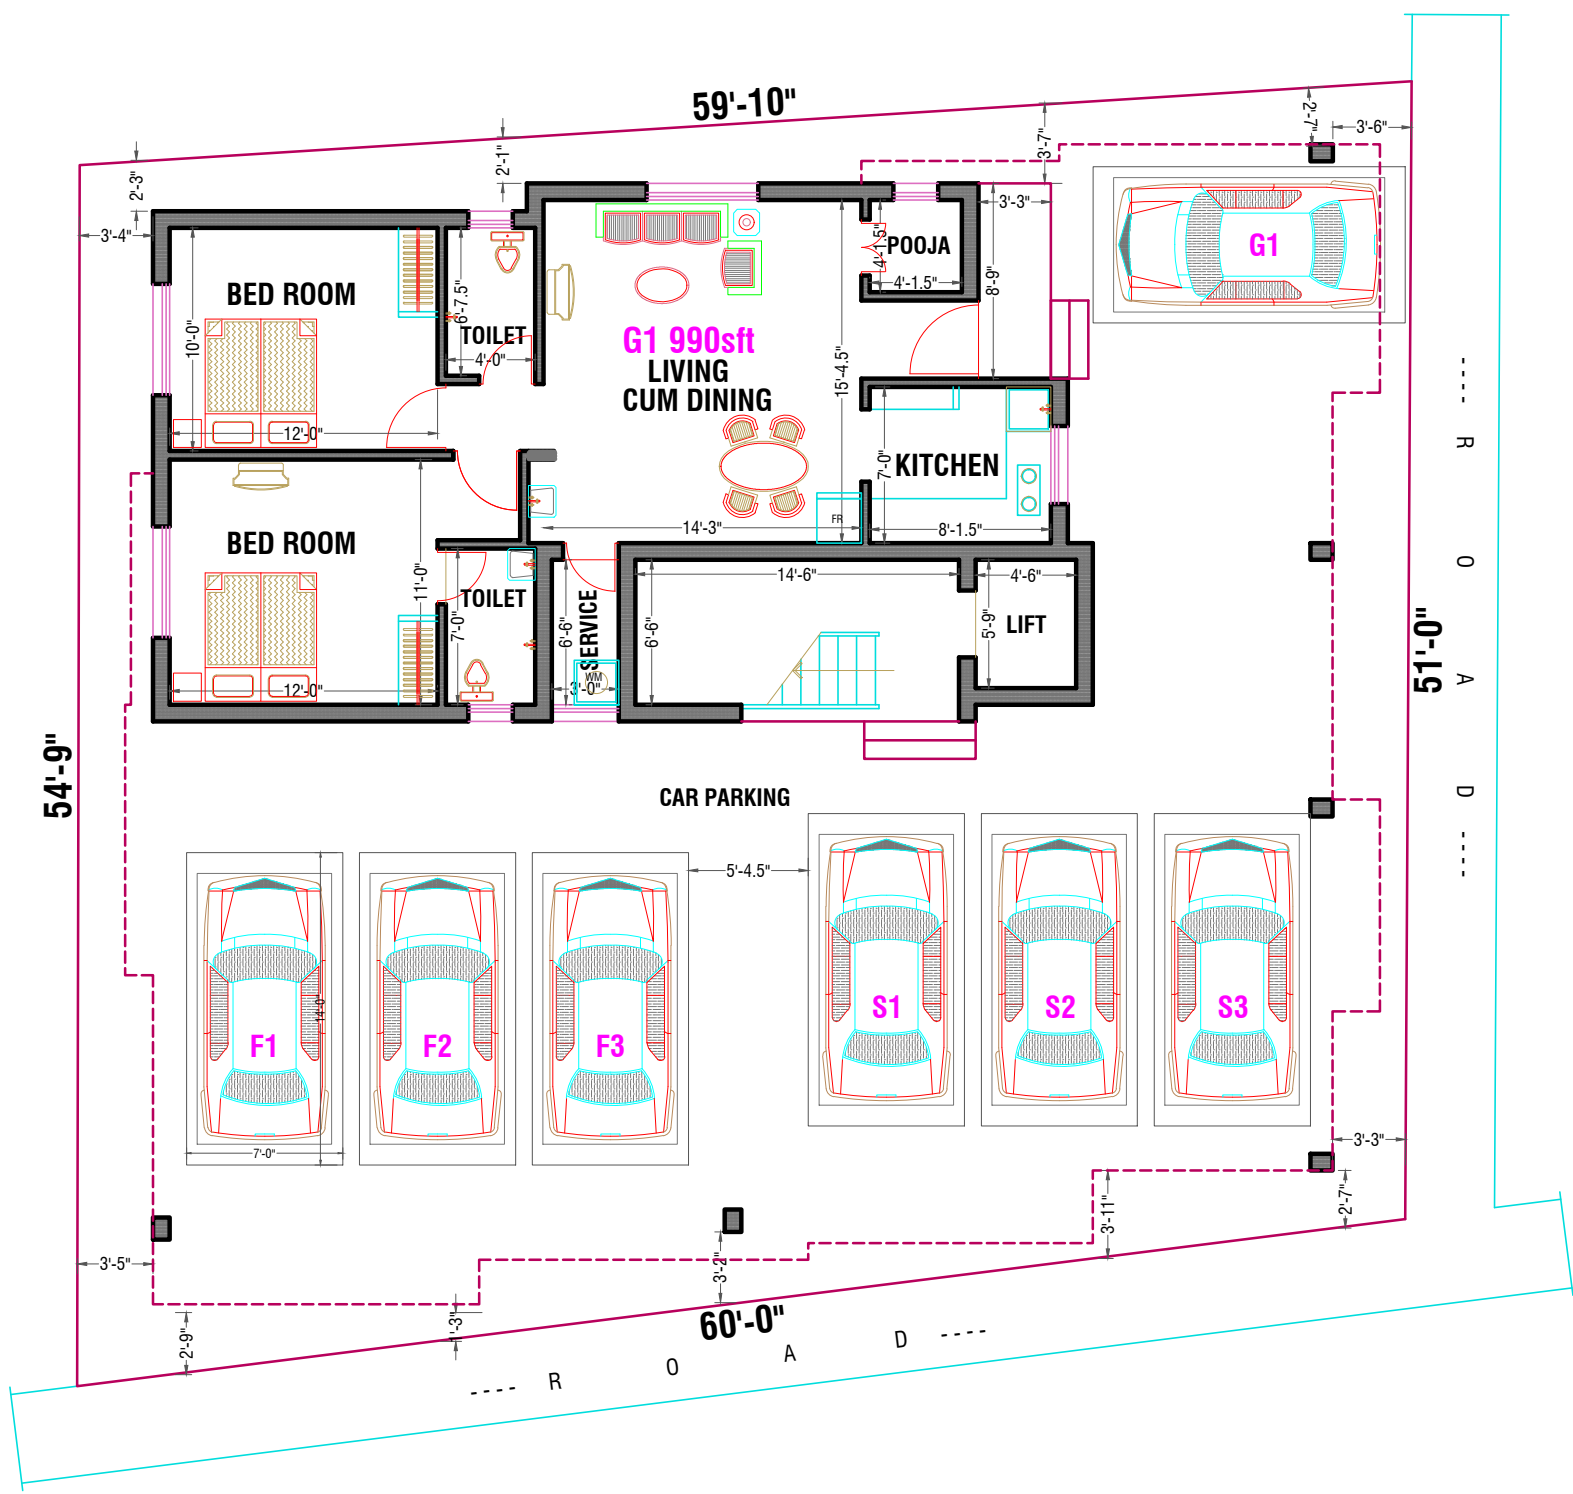 59'-10"
2'-7"
3'-6"
3'-7"
2'-1"
2'-3"
3'-4"
3'-3"
4'-1.5"
POOJA
4'-1.5"
8'-9"
G1
BED ROOM
10'-0"
12'-0"
6'-7.5"
TOILET
4'-0"
G1 990sft
LIVING
CUM DINING
15'-4.5"
14'-3"
FR
KITCHEN
7'-0"
8'-1.5"
BED ROOM
11'-0"
12'-0"
TOILET
7'-0"
6'-6"
SERVICE
WM
3'-0"
6'-6"
14'-6"
4'-6"
5'-9"
LIFT
---- R O A D ----
51'-0"
54'-9"
CAR PARKING
5'-4.5"
F1
14'-0"
7'-0"
F2
F3
S1
S2
S3
3'-3"
2'-7"
3'-11"
3'-2"
3'-5"
2'-9"
1'-3"
60'-0"
---- R O A D ----